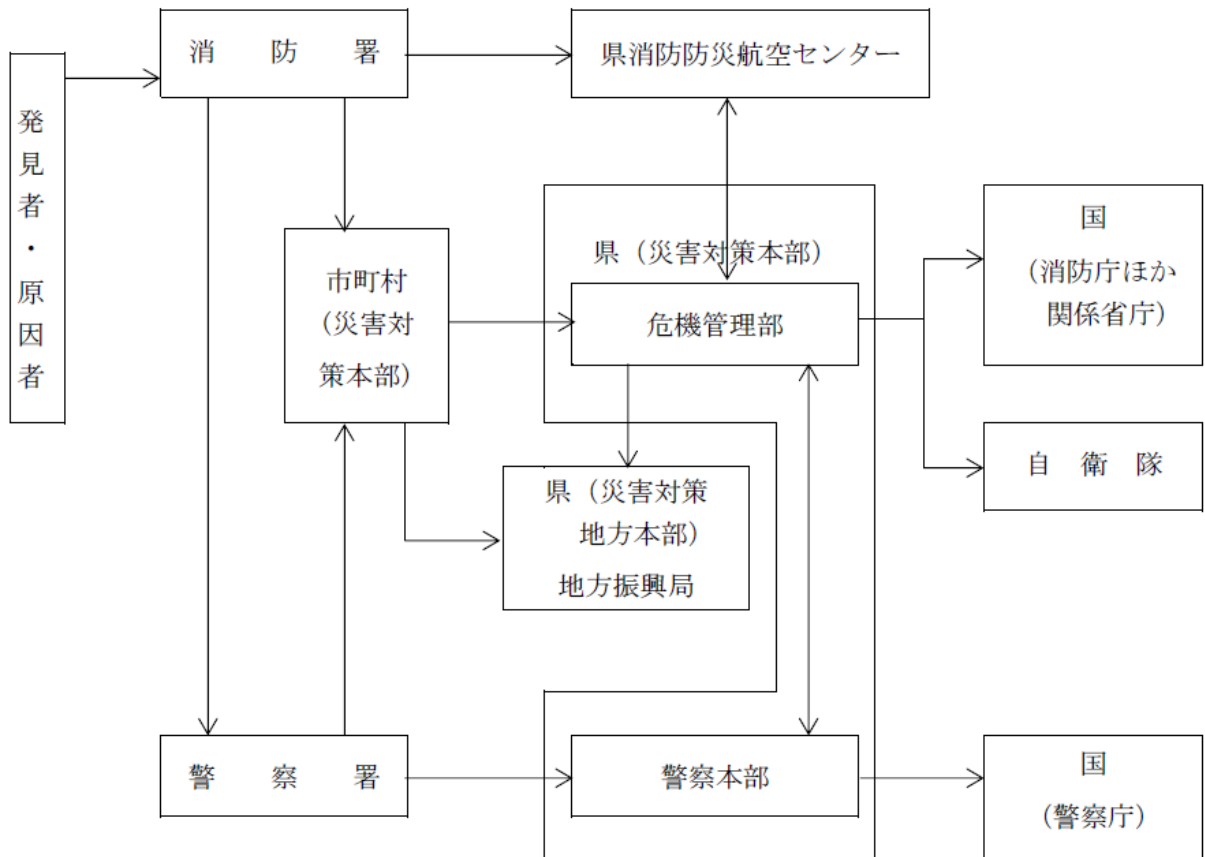 発見者・原因者
消防署
県消防防災航空センター
市町村
（災害対
策本部）
県（災害対策本部）
危機管理部
国
（消防庁ほか
関係省庁）
自衛隊
県（災害対策
地方本部）
地方振興局
警察署
警察本部
国
（警察庁）